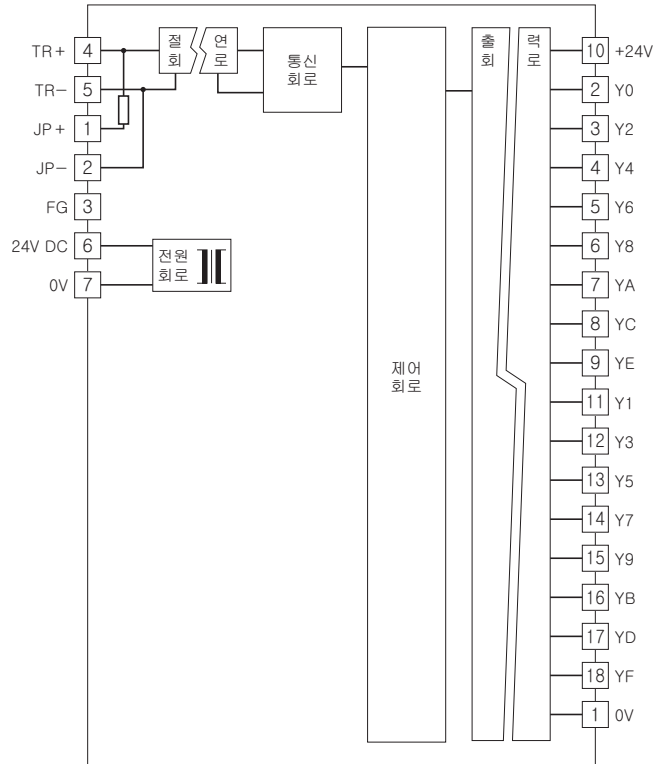 TR+ 4
TR− 5
JP+ 1
JP− 2
FG 3
24V DC 6
0V 7
절 연
회 로
통신
회로
전원
회로
제어
회로
출 력
회 로
10 +24V
2 Y0
3 Y2
4 Y4
5 Y6
6 Y8
7 YA
8 YC
9 YE
11 Y1
12 Y3
13 Y5
14 Y7
15 Y9
16 YB
17 YD
18 YF
1 0V